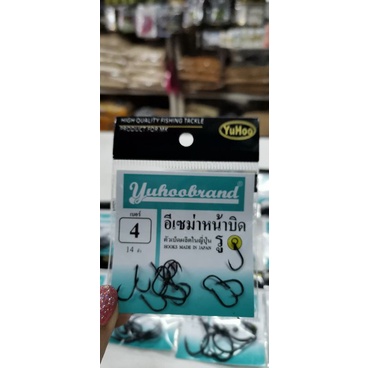 HIGH QUALITY FISHING TACKLE
PRODUCT FOR MK
YuHoo
Yuhoobrand
เบอร์
4
14 ตัว
อีเซม่าหน้าบิด
ตัวเบ็ดผลิตในญี่ปุ่น
HOOKS MADE IN JAPAN
รู